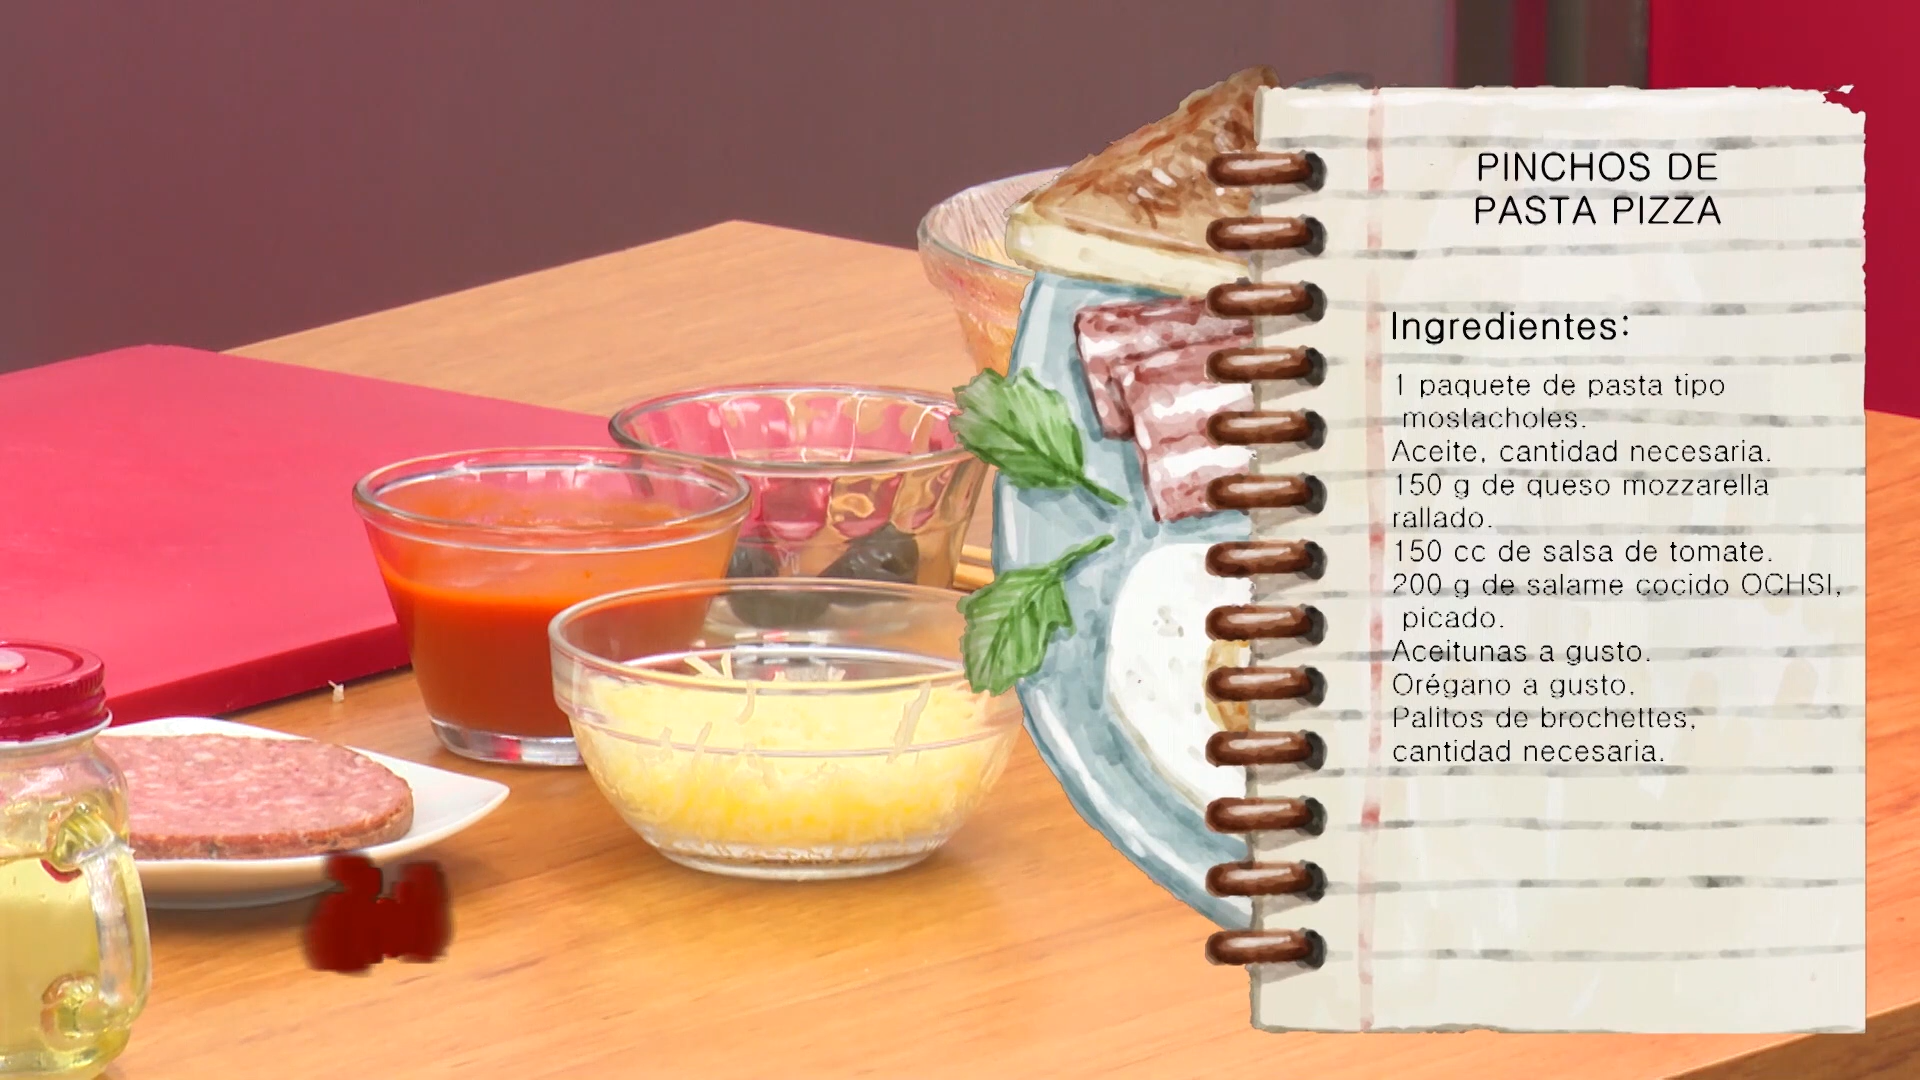 PINCHOS DE
PASTA PIZZA
Ingredientes:
1 paquete de pasta tipo
mostacholes.
Aceite, cantidad necesaria.
150 g de queso mozzarella
rallado.
150 cc de salsa de tomate.
200 g de salame cocido OCHSI,
picado.
Aceitunas a gusto.
Orégano a gusto.
Palitos de brochettes,
cantidad necesaria.